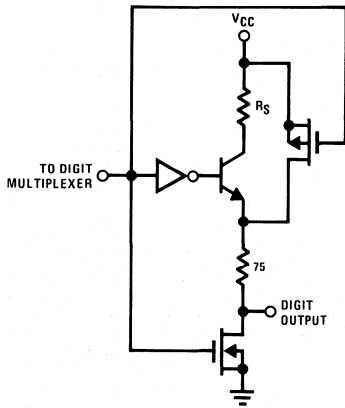 VCC
RS
TO DIGIT
MULTIPLEXER
75
DIGIT
OUTPUT